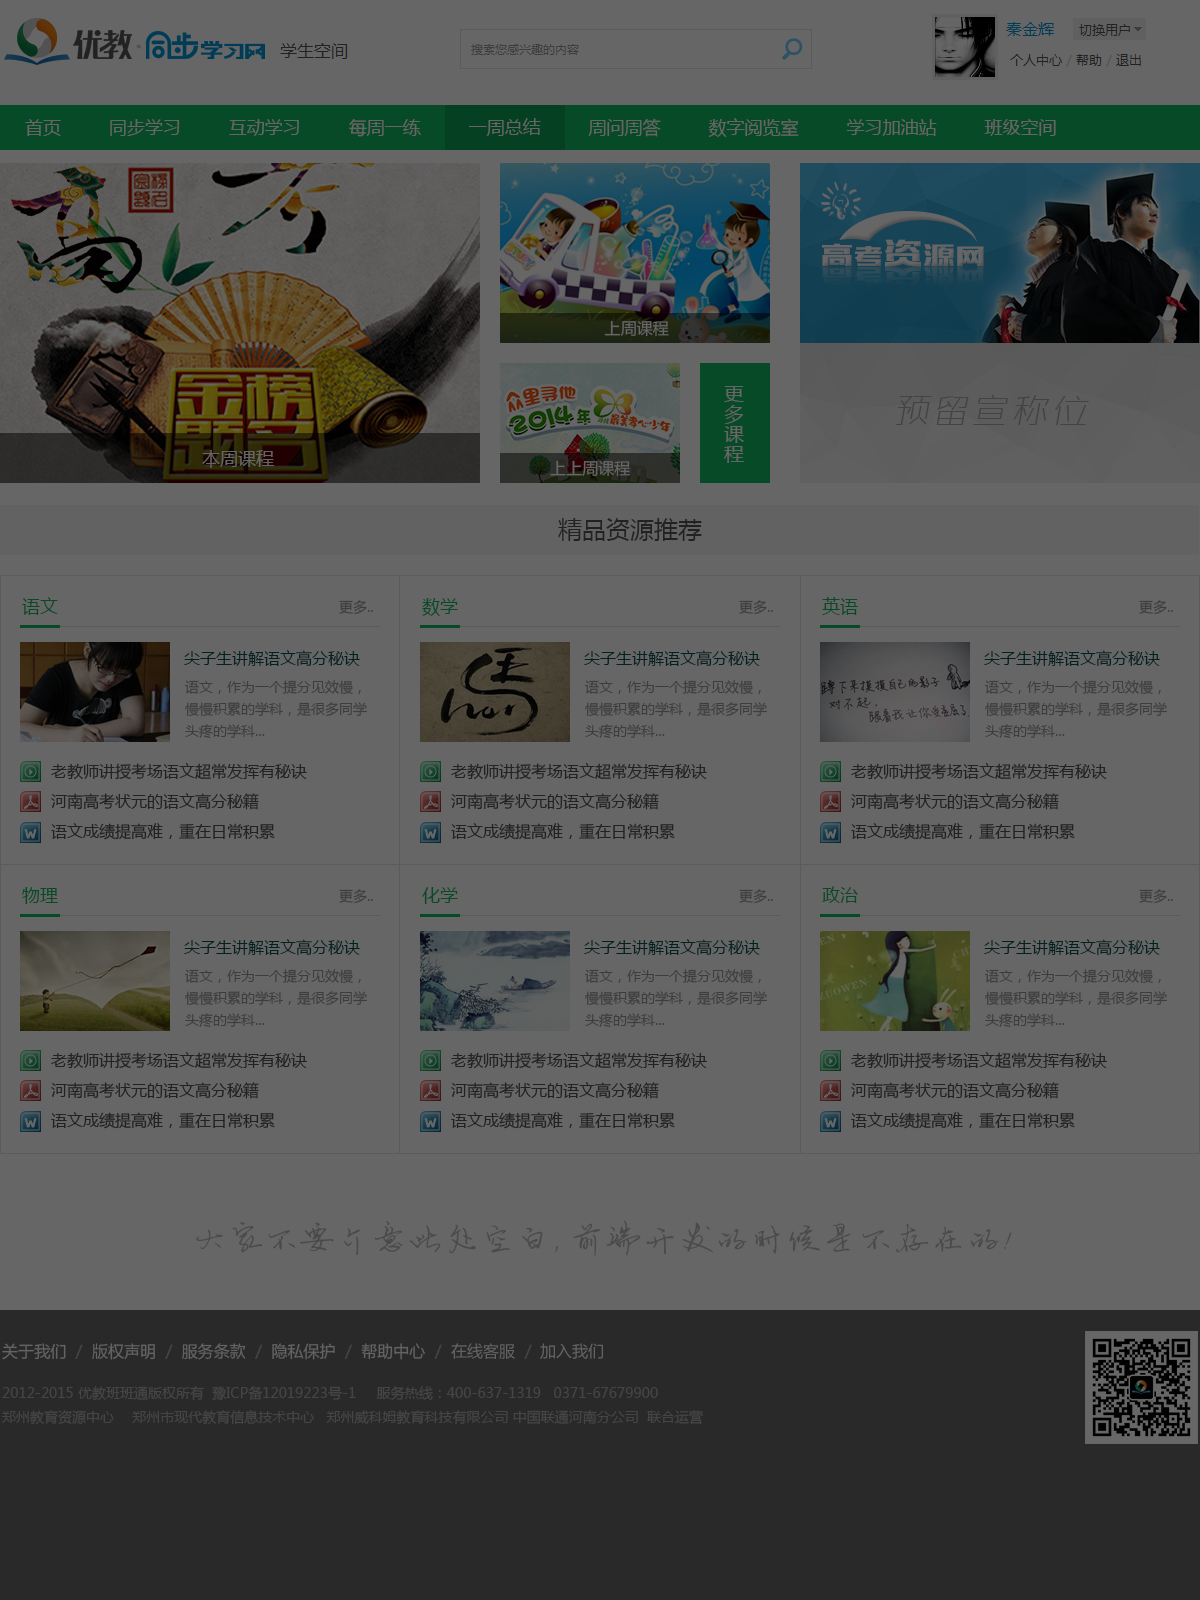 优教·同步学习网 学生空间
搜索您感兴趣的内容
秦金辉 切换用户
个人中心 / 帮助 / 退出
首页 同步学习 互动学习 每周一练 一周总结 周问周答 数字阅览室 学习加油站 班级空间
金榜题名
本周课程
上周课程
众里寻他
2014年
上上周课程
更多课程
高考资源网
预留宣称位
精品资源推荐
语文 更多..
尖子生讲解语文高分秘诀
语文，作为一个提分见效慢，
慢慢积累的学科，是很多同学
头疼的学科...
老教师讲授考场语文超常发挥有秘诀
河南高考状元的语文高分秘籍
语文成绩提高难，重在日常积累
数学 更多..
尖子生讲解语文高分秘诀
语文，作为一个提分见效慢，
慢慢积累的学科，是很多同学
头疼的学科...
老教师讲授考场语文超常发挥有秘诀
河南高考状元的语文高分秘籍
语文成绩提高难，重在日常积累
英语 更多..
蹲下来摸摸自己的影子
对不起，
跟着我让你受委屈了.
尖子生讲解语文高分秘诀
语文，作为一个提分见效慢，
慢慢积累的学科，是很多同学
头疼的学科...
老教师讲授考场语文超常发挥有秘诀
河南高考状元的语文高分秘籍
语文成绩提高难，重在日常积累
物理 更多..
尖子生讲解语文高分秘诀
语文，作为一个提分见效慢，
慢慢积累的学科，是很多同学
头疼的学科...
老教师讲授考场语文超常发挥有秘诀
河南高考状元的语文高分秘籍
语文成绩提高难，重在日常积累
化学 更多..
尖子生讲解语文高分秘诀
语文，作为一个提分见效慢，
慢慢积累的学科，是很多同学
头疼的学科...
老教师讲授考场语文超常发挥有秘诀
河南高考状元的语文高分秘籍
语文成绩提高难，重在日常积累
政治 更多..
尖子生讲解语文高分秘诀
语文，作为一个提分见效慢，
慢慢积累的学科，是很多同学
头疼的学科...
老教师讲授考场语文超常发挥有秘诀
河南高考状元的语文高分秘籍
语文成绩提高难，重在日常积累
大家不要介意此处空白，前端开发的时候是不存在的！
关于我们 / 版权声明 / 服务条款 / 隐私保护 / 帮助中心 / 在线客服 / 加入我们
2012-2015 优教班班通版权所有 豫ICP备12019223号-1 服务热线：400-637-1319 0371-67679900
郑州教育资源中心 郑州市现代教育信息技术中心 郑州威科姆教育科技有限公司 中国联通河南分公司 联合运营